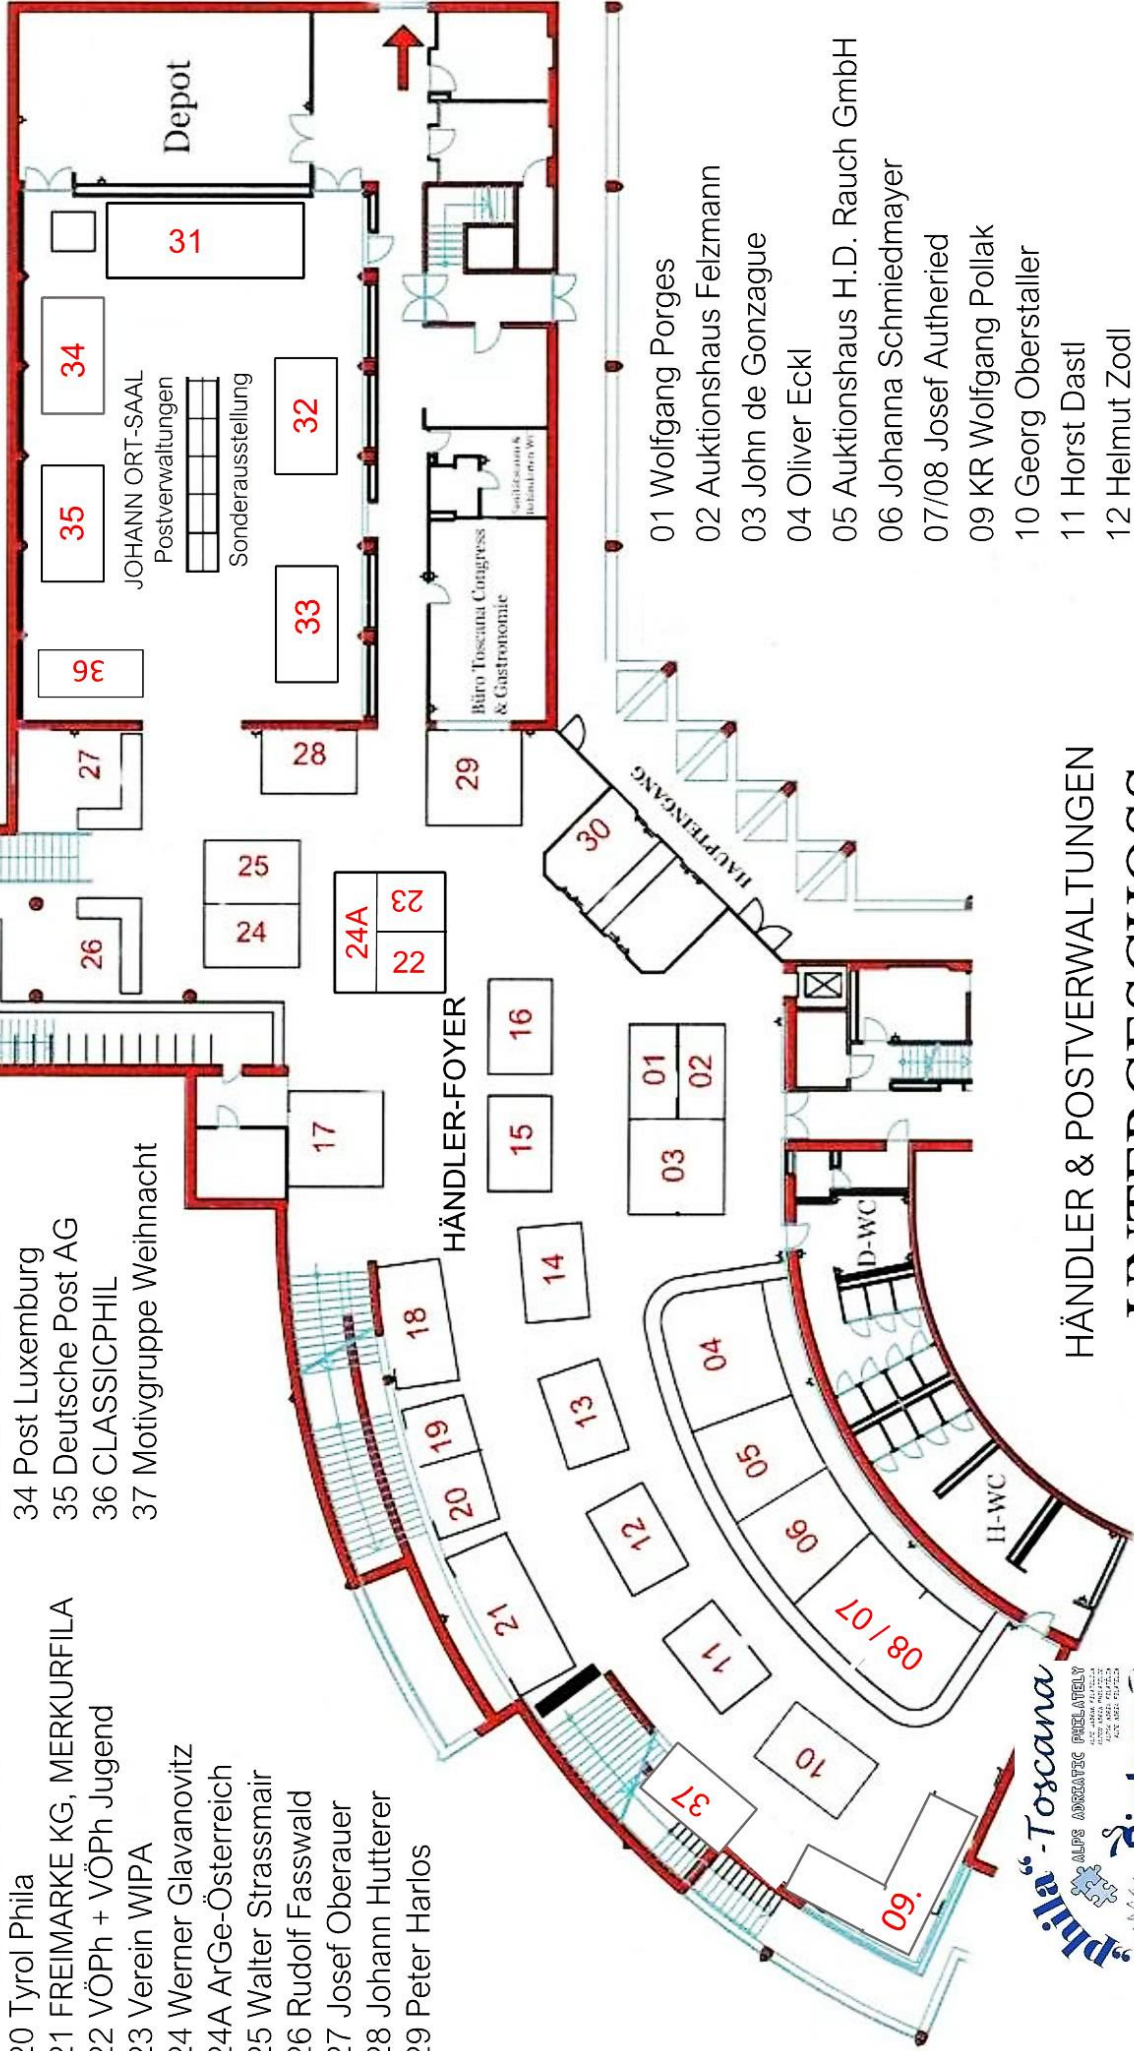 34 Post Luxemburg
35 Deutsche Post AG
36 CLASSICPHIL
37 Motivgruppe Weihnacht
20 Tyrol Phila
21 FREIMARKE KG, MERKURFILA
22 VÖPh + VÖPh Jugend
23 Verein WIPA
24 Werner Glavanovitz
24A ArGe-Österreich
25 Walter Strassmair
26 Rudolf Fasswald
27 Josef Oberauer
28 Johann Hutterer
29 Peter Harlos
01 Wolfgang Porges
02 Auktionshaus Felzmann
03 John de Gonzague
04 Oliver Eckl
05 Auktionshaus H.D. Rauch GmbH
06 Johanna Schmiedmayer
07/08 Josef Autheried
09 KR Wolfgang Pollak
10 Georg Oberstaller
11 Horst Dastl
12 Helmut Zodl
HÄNDLER & POSTVERWALTUNGEN
UNTERGESCHOSS
Depot
JOHANN ORT-SAAL
Postverwaltungen
Sonderausstellung
Büro Toscana Congress
& Gastronomie
HAUPTEINGANG
HÄNDLER-FOYER
D-WC
H-WC
31
34
32
35
33
36
27
28
29
30
25
24
26
24A
23
22
16
15
17
01
02
03
14
18
04
13
19
05
20
12
06
21
11
08 / 07
10
37
09.
"phila"-Toscana
ALPS ADRIATIC PHILATELY